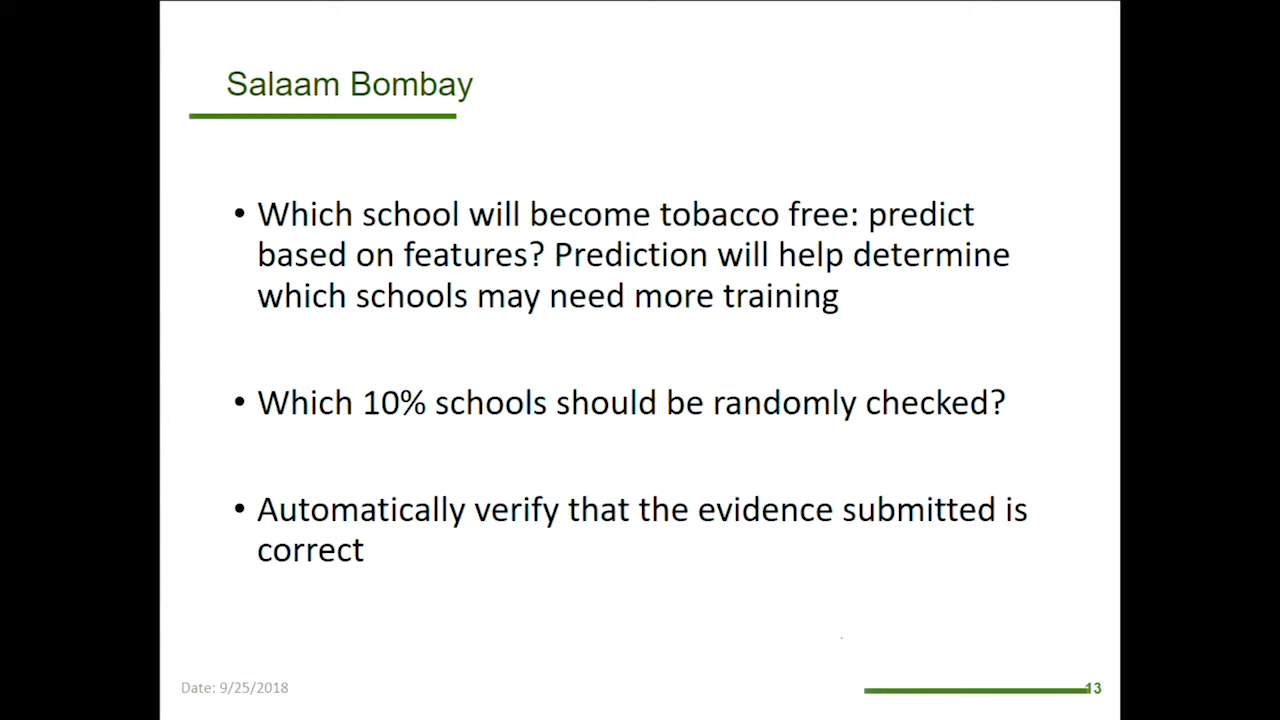 Salaam Bombay
• Which school will become tobacco free: predict
based on features? Prediction will help determine
which schools may need more training
• Which 10% schools should be randomly checked?
• Automatically verify that the evidence submitted is
correct
Date: 9/25/2018
13